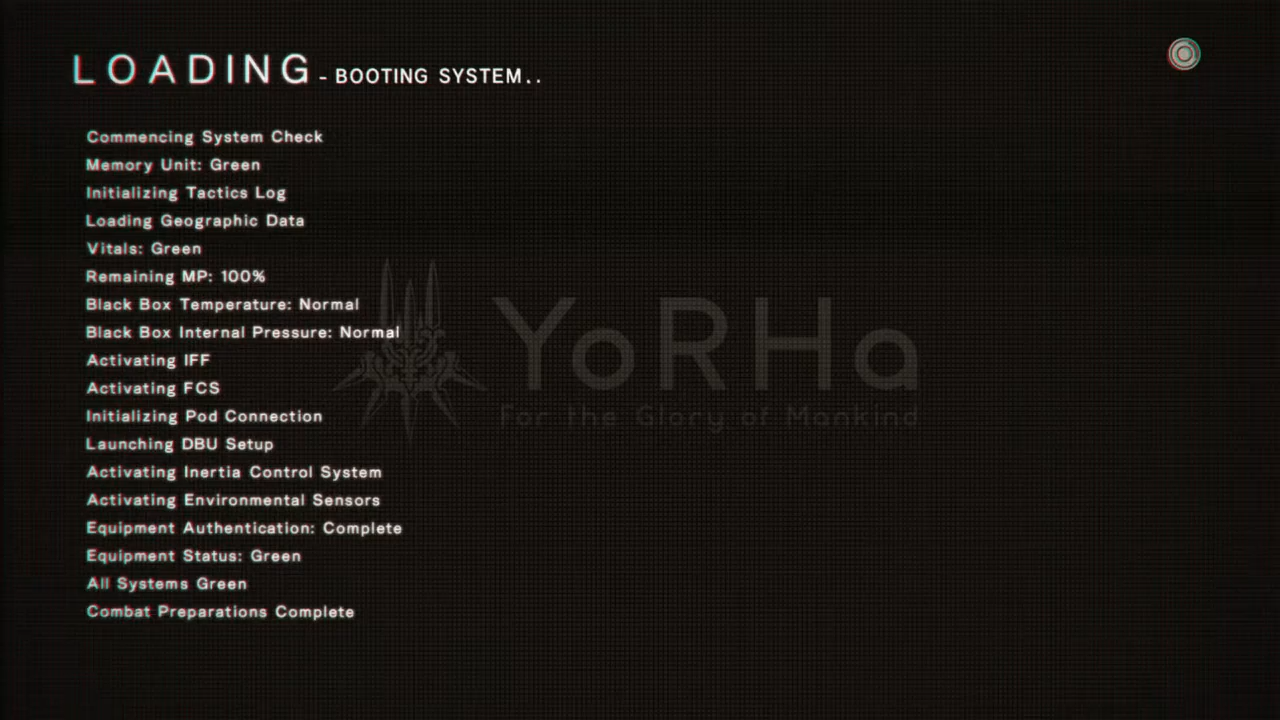 LOADING - BOOTING SYSTEM..
Commencing System Check
Memory Unit: Green
Initializing Tactics Log
Loading Geographic Data
Vitals: Green
Remaining MP: 100%
Black Box Temperature: Normal
Black Box Internal Pressure: Normal
Activating IFF
Activating FCS
Initializing Pod Connection
Launching DBU Setup
Activating Inertia Control System
Activating Environmental Sensors
Equipment Authentication: Complete
Equipment Status: Green
All Systems Green
Combat Preparations Complete
YoRHa
For the Glory of Mankind